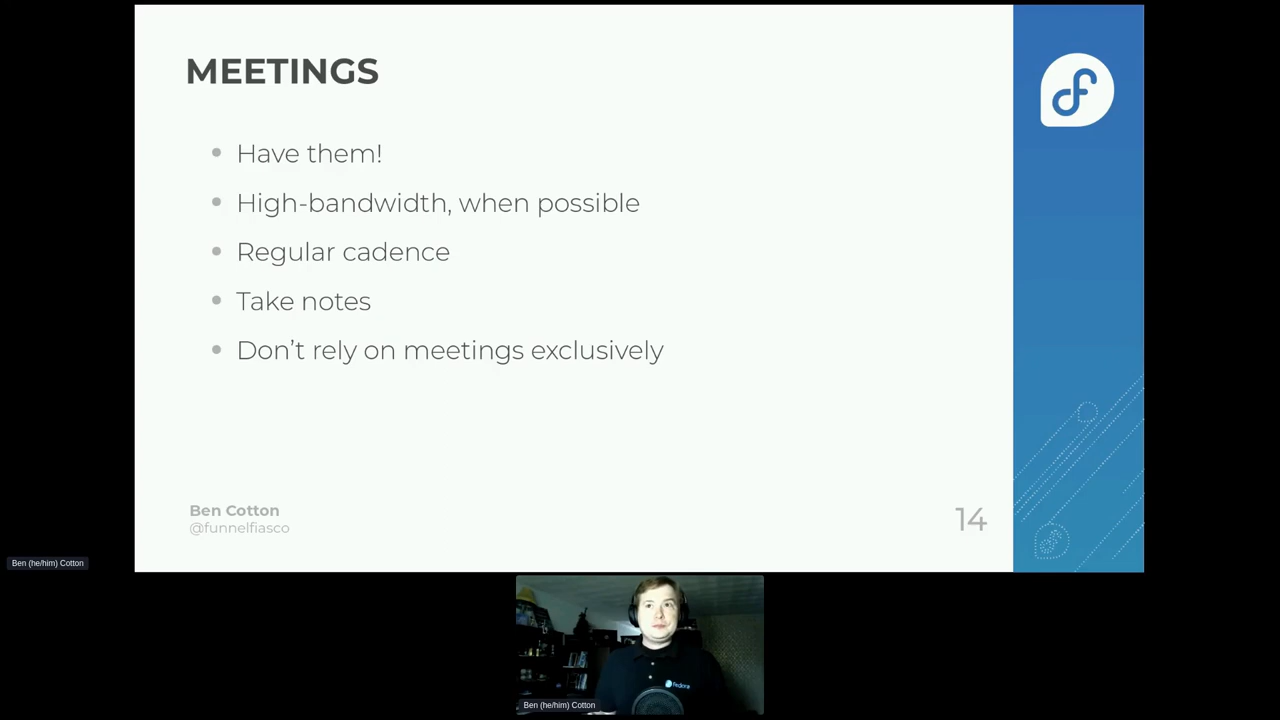 MEETINGS
Have them!
High-bandwidth, when possible
Regular cadence
Take notes
Don’t rely on meetings exclusively
Ben Cotton
@funnelfiasco
14
Ben (he/him) Cotton
fedora
Ben (he/him) Cotton